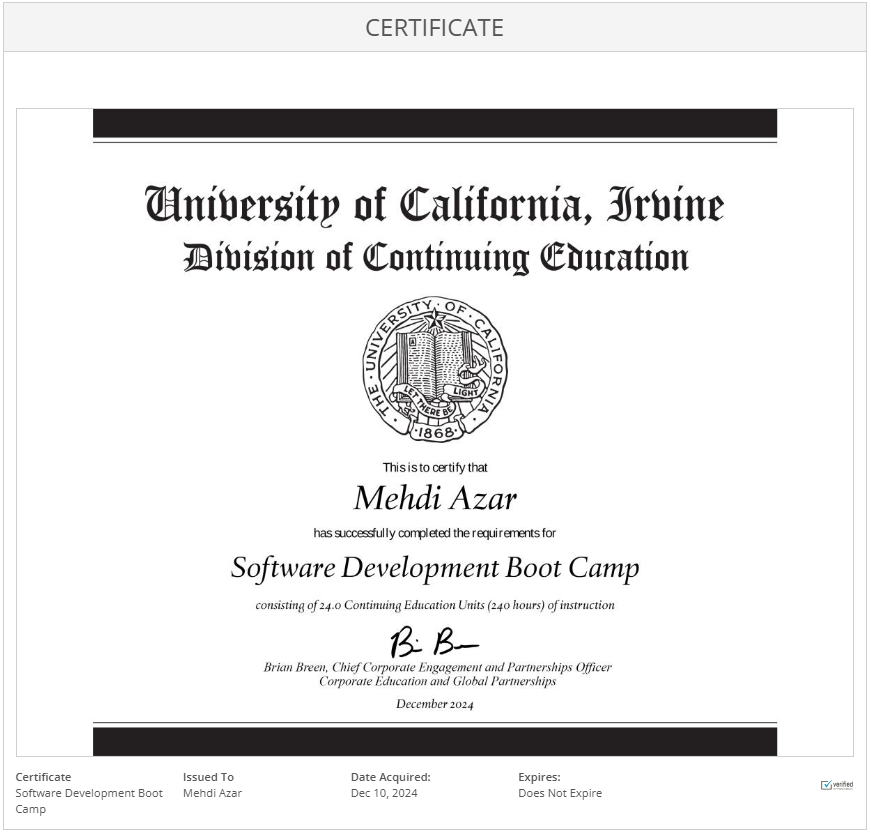 CERTIFICATE
University of California, Irvine
Division of Continuing Education
THE · UNIVERSITY · OF · CALIFORNIA ·
A
LET THERE BE LIGHT
·1868·
This is to certify that
Mehdi Azar
has successfully completed the requirements for
Software Development Boot Camp
consisting of 24.0 Continuing Education Units (240 hours) of instruction
Brian Breen, Chief Corporate Engagement and Partnerships Officer
Corporate Education and Global Partnerships
December 2024
Certificate Issued To Date Acquired: Expires:
Software Development Boot Mehdi Azar Dec 10, 2024 Does Not Expire
Camp
verified